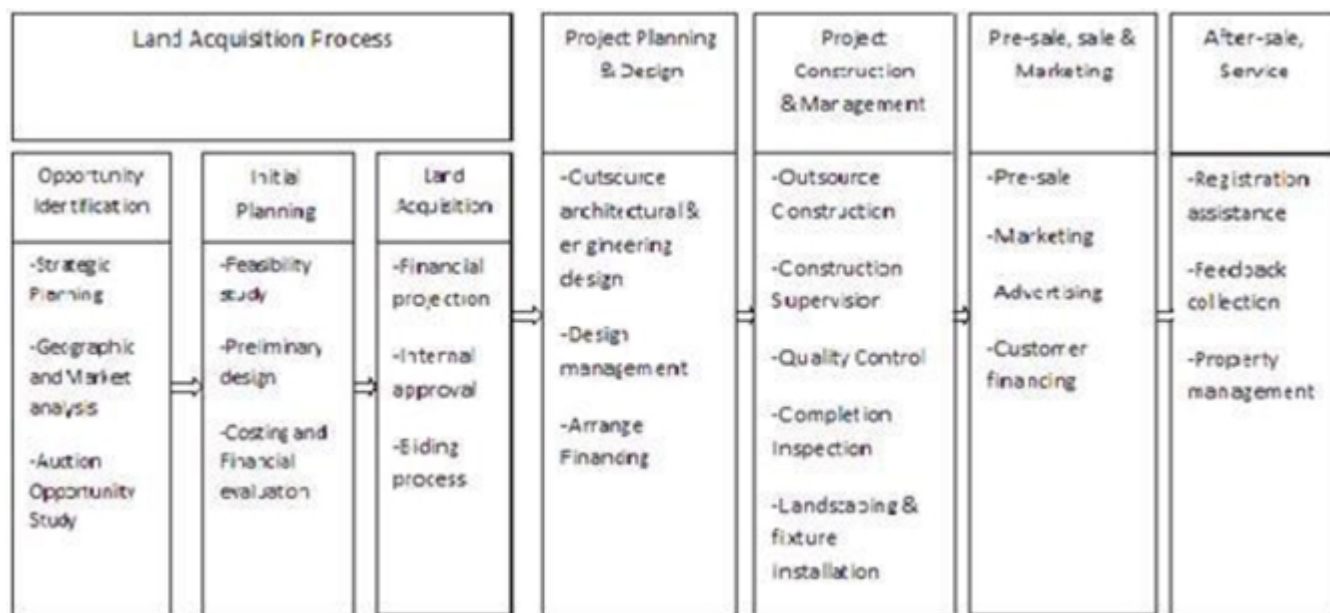 Land Acquisition Process
Opportunity
Identification
-Strategic
Planning
-Geographic
and Market
analysis
-Auction
Opportunity
Study
Initial
Planning
-Feasibility
study
-Preliminary
design
-Costing and
Financial
evaluation
Land
Acquisition
-Financial
projection
-Internal
approval
-Biding
process
Project Planning
& Design
-Outsource
architectural &
engineering
design
-Design
management
-Arrange
Financing
Project
Construction
& Management
-Outsource
Construction
-Construction
Supervisor
-Quality Control
-Completion
Inspection
-Landscaping &
fixture
installation
Pre-sale, sale &
Marketing
-Pre-sale
-Marketing
Advertising
-Customer
financing
After-sale,
Service
-Registration
assistance
-Feedback
collection
-Property
management